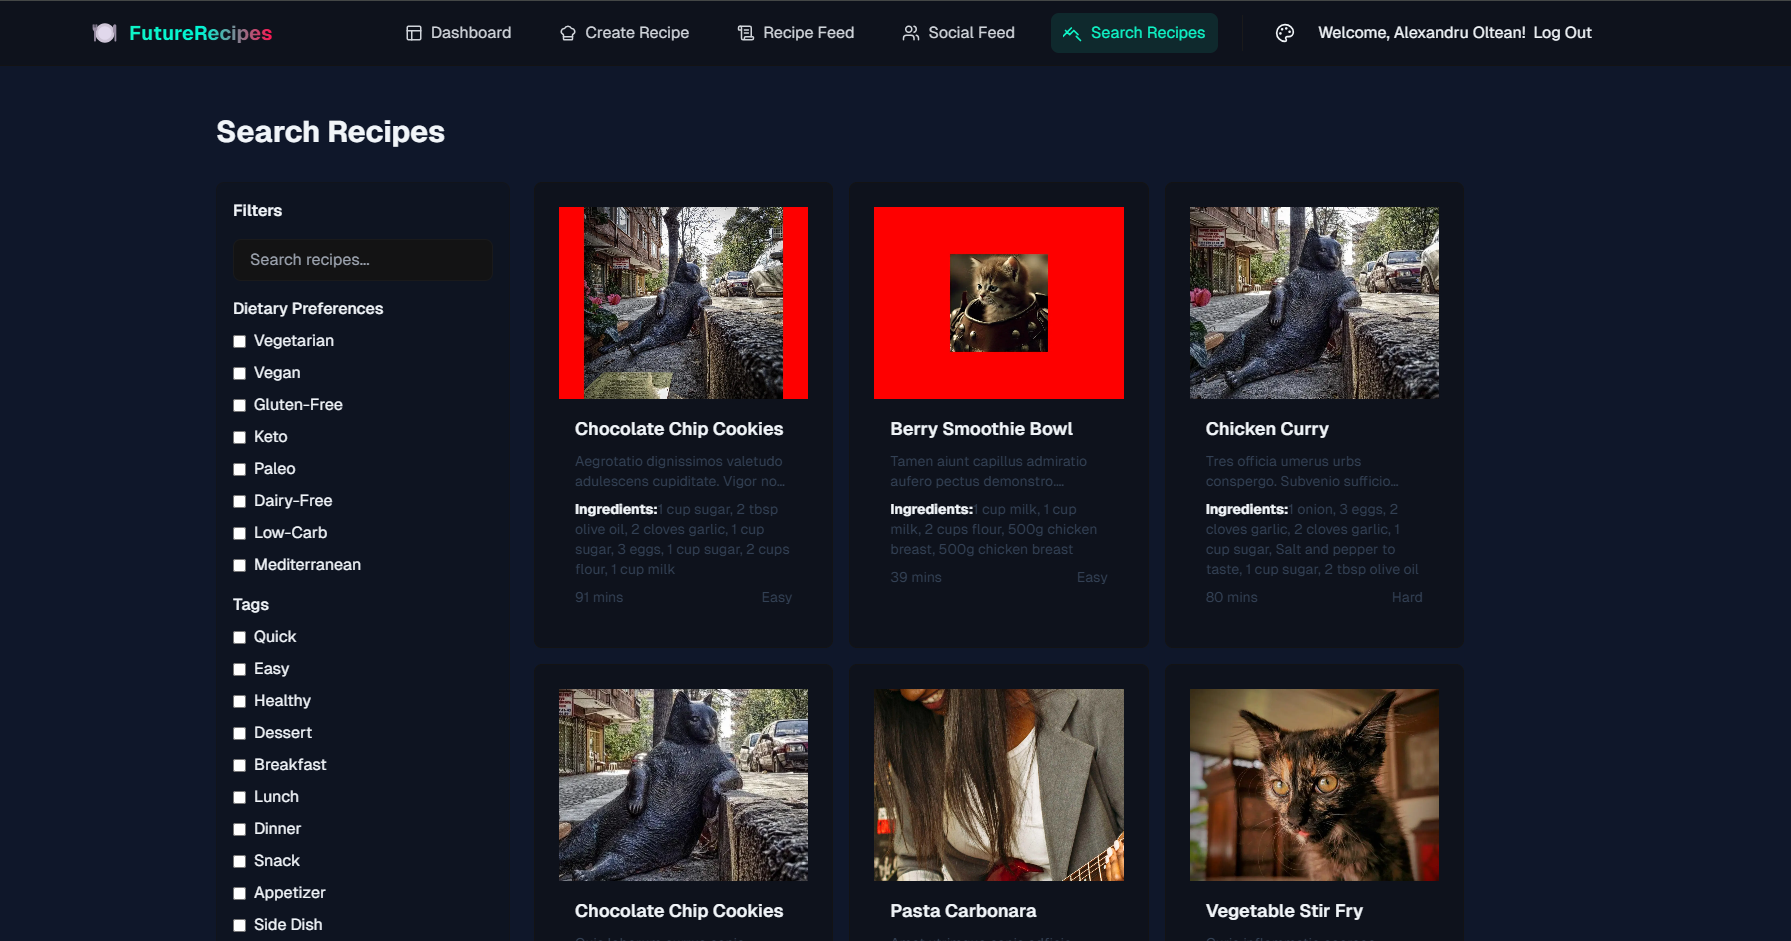 FutureRecipes
Dashboard
Create Recipe
Recipe Feed
Social Feed
Search Recipes
Welcome, Alexandru Oltean!
Log Out
Search Recipes
Filters
Search recipes...
Dietary Preferences
Vegetarian
Vegan
Gluten-Free
Keto
Paleo
Dairy-Free
Low-Carb
Mediterranean
Tags
Quick
Easy
Healthy
Dessert
Breakfast
Lunch
Dinner
Snack
Appetizer
Side Dish
Chocolate Chip Cookies
Aegrotatio dignissimos valetudo
adulescens cupiditate. Vigor no...
Ingredients: 1 cup sugar, 2 tbsp
olive oil, 2 cloves garlic, 1 cup
sugar, 3 eggs, 1 cup sugar, 2 cups
flour, 1 cup milk
91 mins
Easy
Berry Smoothie Bowl
Tamen aiunt capillus admiratio
aufero pectus demonstro....
Ingredients: 1 cup milk, 1 cup
milk, 2 cups flour, 500g chicken
breast, 500g chicken breast
39 mins
Easy
Chicken Curry
Tres officia umerus urbs
conspergo. Subvenio sufficio...
Ingredients: 1 onion, 3 eggs, 2
cloves garlic, 2 cloves garlic, 1
cup sugar, Salt and pepper to
taste, 1 cup sugar, 2 tbsp olive oil
80 mins
Hard
Chocolate Chip Cookies
Pasta Carbonara
Vegetable Stir Fry